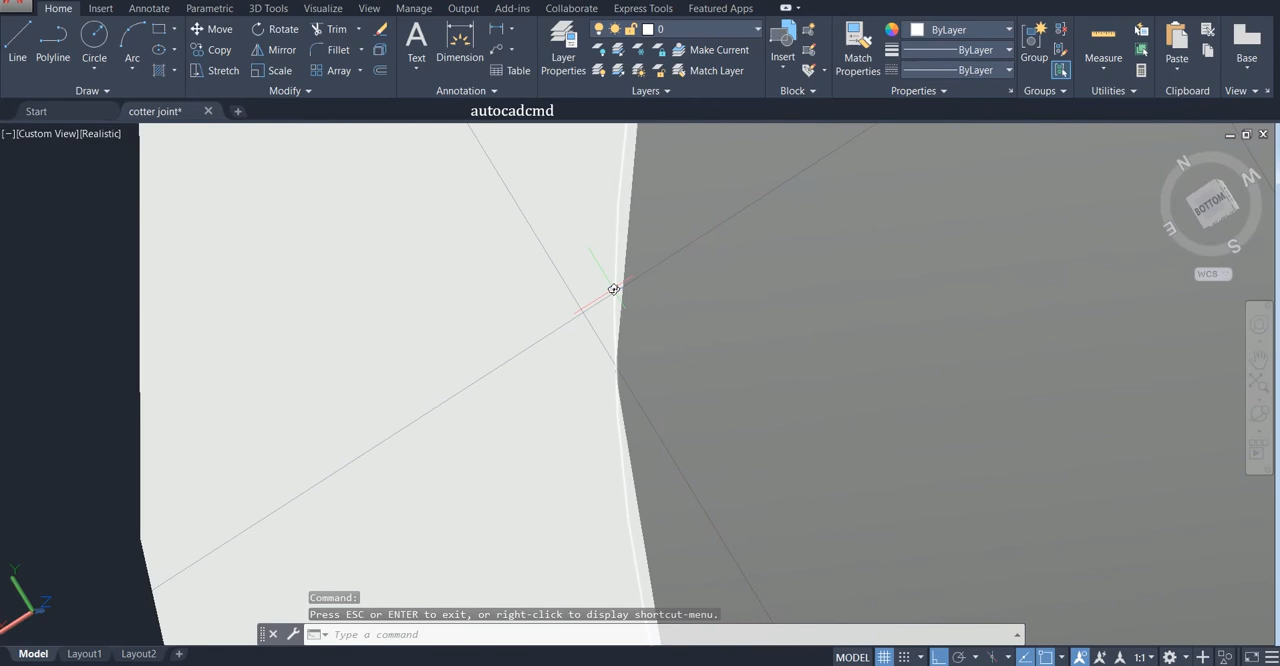 Home Insert Annotate Parametric 3D Tools Visualize View Manage Output Add-ins Collaborate Express Tools Featured Apps
Line Polyline Circle Arc
Move Rotate Trim
Copy Mirror Fillet
Stretch Scale Array
Text Dimension Table
Layer Properties
0
Make Current
Match Layer
Insert
Match Properties
ByLayer
ByLayer
ByLayer
Group
Measure
Paste
Base
Draw Modify Annotation Layers Block Properties Groups Utilities Clipboard View
Start cotter joint*
autocadcmd
[−][Custom View][Realistic]
N
W
BOTTOM
E
S
WCS
Y
Z
Command:
Press ESC or ENTER to exit, or right-click to display shortcut-menu.
Type a command
Model Layout1 Layout2 +
MODEL 1:1